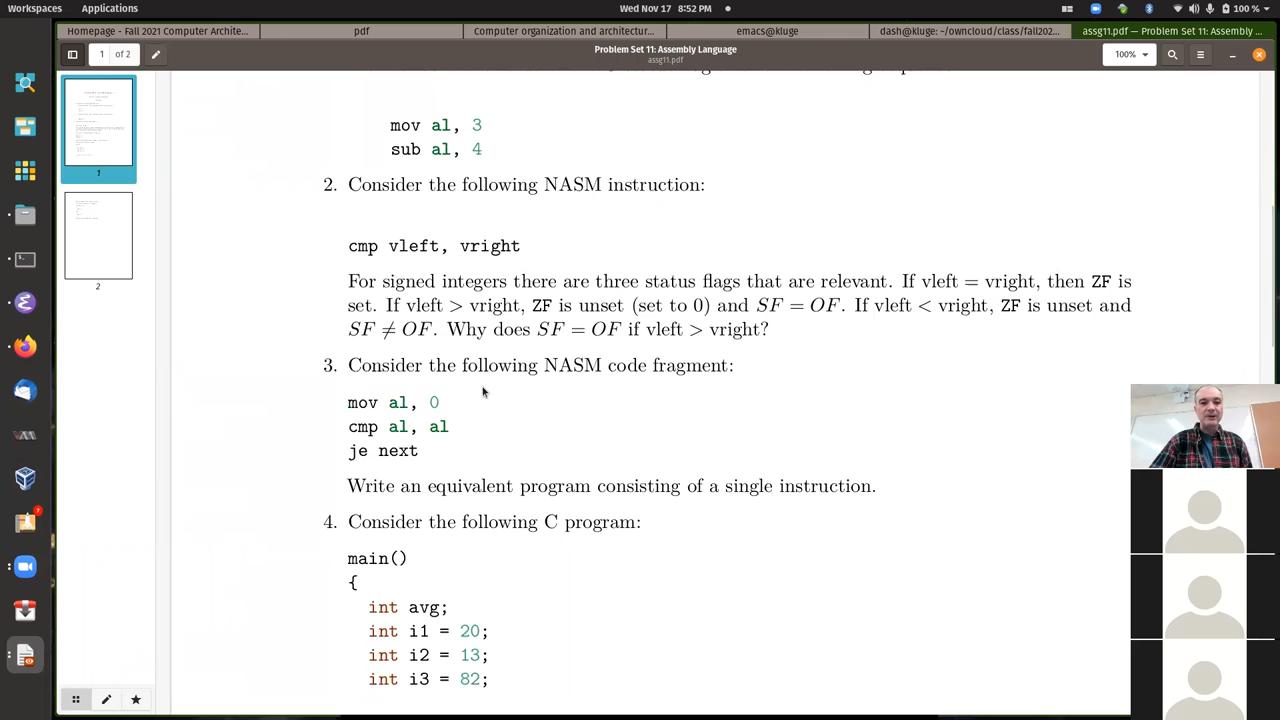 Workspaces Applications Wed Nov 17 8:52 PM 100 %
Homepage - Fall 2021 Computer Archite... pdf Computer organization and architectur... emacs@kluge dash@kluge: ~/owncloud/class/fall202... assg11.pdf — Problem Set 11: Assembly ...
1 of 2 Problem Set 11: Assembly Language 100%
assg11.pdf
mov al, 3
sub al, 4
2. Consider the following NASM instruction:
cmp vleft, vright
For signed integers there are three status flags that are relevant. If vleft = vright, then ZF is
set. If vleft > vright, ZF is unset (set to 0) and SF = OF. If vleft < vright, ZF is unset and
SF ≠ OF. Why does SF = OF if vleft > vright?
3. Consider the following NASM code fragment:
mov al, 0
cmp al, al
je next
Write an equivalent program consisting of a single instruction.
4. Consider the following C program:
main()
{
int avg;
int i1 = 20;
int i2 = 13;
int i3 = 82;
1
2
7